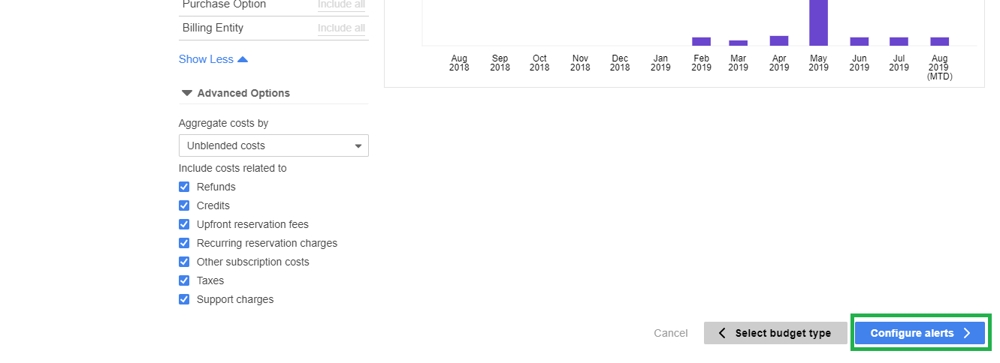 Purchase Option Include all
Billing Entity Include all
Show Less
Advanced Options
Aggregate costs by
Unblended costs
Include costs related to
Refunds
Credits
Upfront reservation fees
Recurring reservation charges
Other subscription costs
Taxes
Support charges
Aug Sep Oct Nov Dec Jan Feb Mar Apr May Jun Jul Aug
2018 2018 2018 2018 2018 2019 2019 2019 2019 2019 2019 2019 2019
(MTD)
Cancel Select budget type Configure alerts